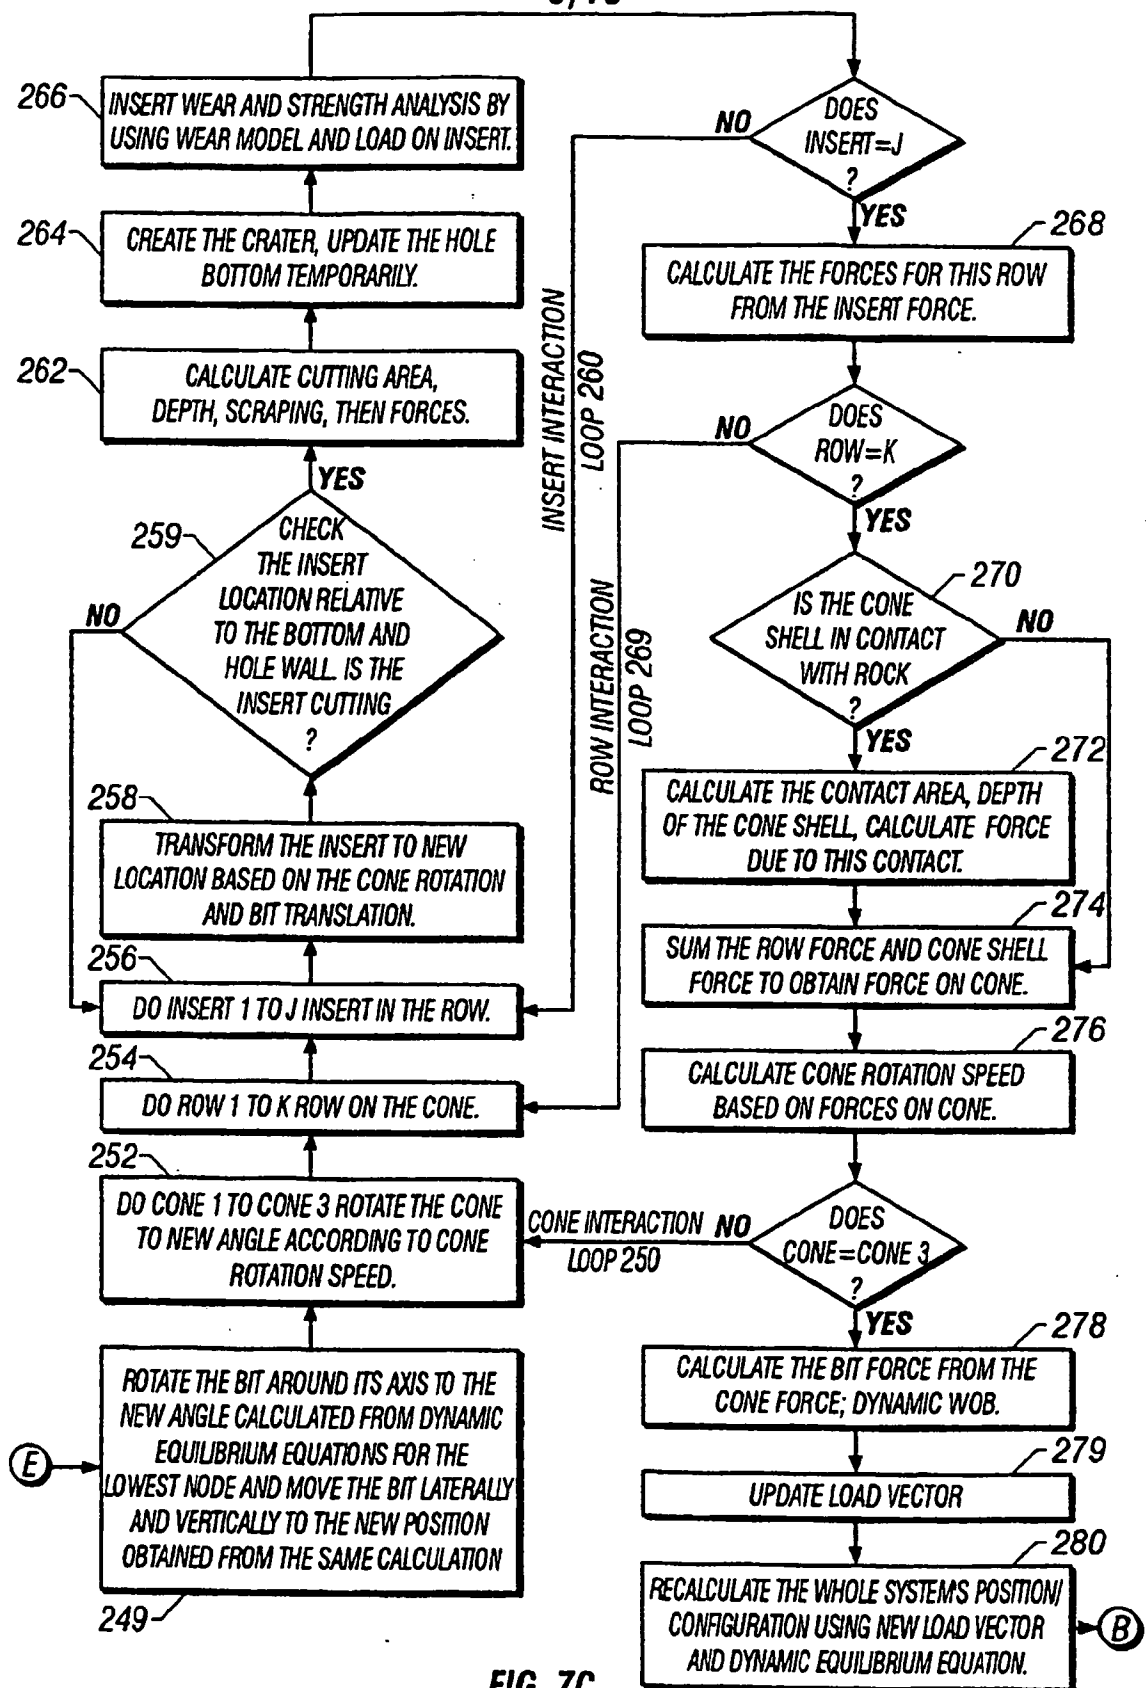 266
INSERT WEAR AND STRENGTH ANALYSIS BY
USING WEAR MODEL AND LOAD ON INSERT.
264
CREATE THE CRATER, UPDATE THE HOLE
BOTTOM TEMPORARILY.
262
CALCULATE CUTTING AREA,
DEPTH, SCRAPING, THEN FORCES.
YES
259
CHECK
THE INSERT
LOCATION RELATIVE
TO THE BOTTOM AND
HOLE WALL. IS THE
INSERT CUTTING
?
NO
258
TRANSFORM THE INSERT TO NEW
LOCATION BASED ON THE CONE ROTATION
AND BIT TRANSLATION.
256
DO INSERT 1 TO J INSERT IN THE ROW.
254
DO ROW 1 TO K ROW ON THE CONE.
252
DO CONE 1 TO CONE 3 ROTATE THE CONE
TO NEW ANGLE ACCORDING TO CONE
ROTATION SPEED.
E
ROTATE THE BIT AROUND ITS AXIS TO THE
NEW ANGLE CALCULATED FROM DYNAMIC
EQUILIBRIUM EQUATIONS FOR THE
LOWEST NODE AND MOVE THE BIT LATERALLY
AND VERTICALLY TO THE NEW POSITION
OBTAINED FROM THE SAME CALCULATION
249
INSERT INTERACTION
LOOP 260
ROW INTERACTION
LOOP 269
CONE INTERACTION
LOOP 250
DOES
INSERT=J
?
NO
YES
268
CALCULATE THE FORCES FOR THIS ROW
FROM THE INSERT FORCE.
DOES
ROW=K
?
NO
YES
270
IS THE CONE
SHELL IN CONTACT
WITH ROCK
?
NO
YES
272
CALCULATE THE CONTACT AREA, DEPTH
OF THE CONE SHELL, CALCULATE FORCE
DUE TO THIS CONTACT.
274
SUM THE ROW FORCE AND CONE SHELL
FORCE TO OBTAIN FORCE ON CONE.
276
CALCULATE CONE ROTATION SPEED
BASED ON FORCES ON CONE.
DOES
CONE=CONE 3
?
NO
YES
278
CALCULATE THE BIT FORCE FROM THE
CONE FORCE; DYNAMIC WOB.
279
UPDATE LOAD VECTOR
280
RECALCULATE THE WHOLE SYSTEM'S POSITION/
CONFIGURATION USING NEW LOAD VECTOR
AND DYNAMIC EQUILIBRIUM EQUATION.
B
FIG. 7C